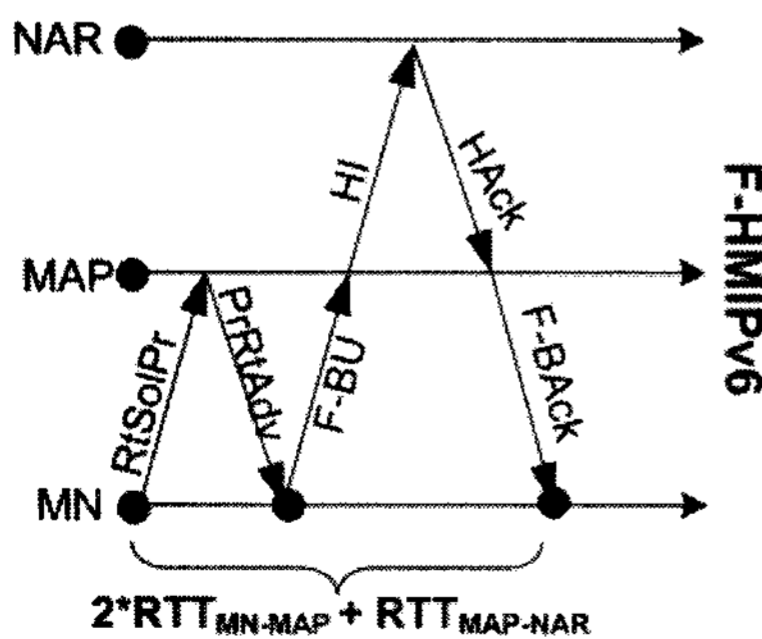 NAR
HI
HAck
MAP
RtSolPr
PrRtAdv
F-BU
F-BAck
MN
2*RTTMN-MAP + RTTMAP-NAR
F-HMIPv6